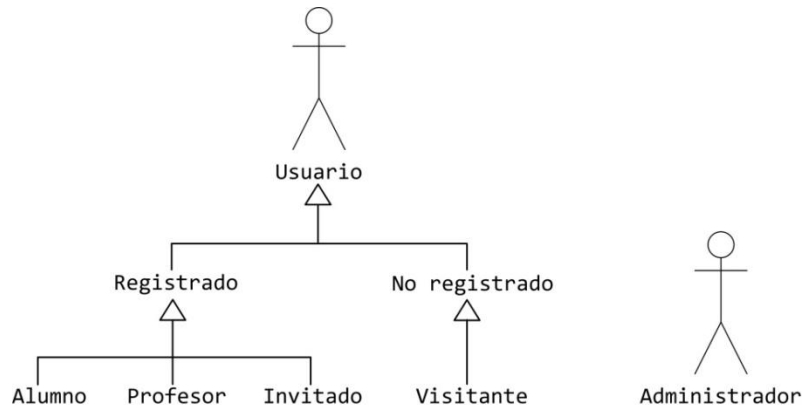 Usuario
Registrado No registrado
Alumno Profesor Invitado Visitante Administrador